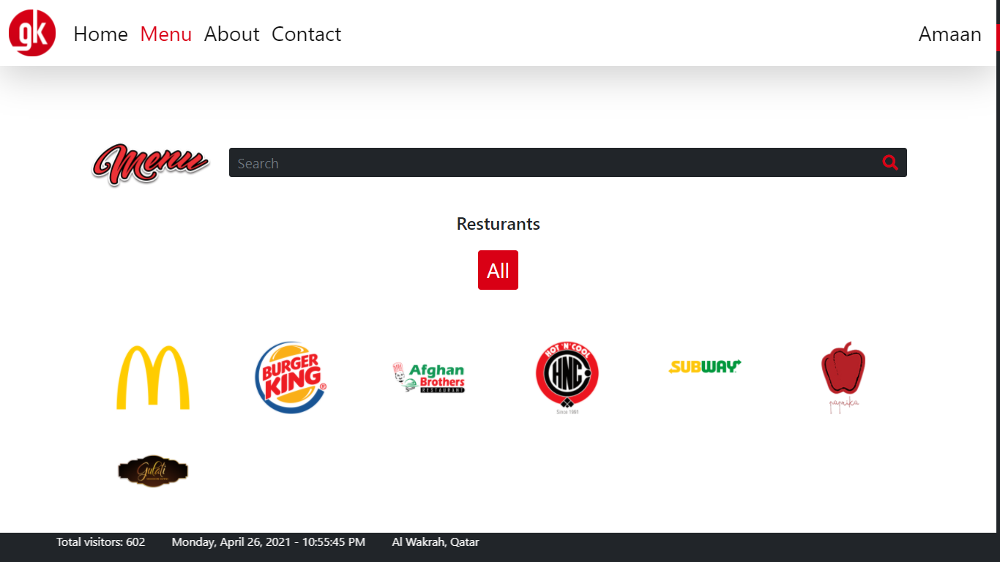 gk Home Menu About Contact Amaan
Menu
Search
Resturants
All
BURGER KING®
Afghan
Brothers
RESTAURANT
HOT 'N' COOL
HNC
Since 1991
SUBWAY
paprika
Gulati
Total visitors: 602 Monday, April 26, 2021 - 10:55:45 PM Al Wakrah, Qatar